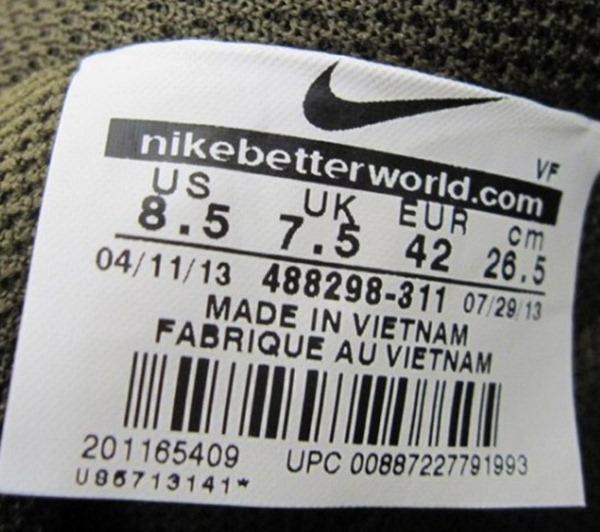 nikebetterworld.com VF
US UK EUR cm
8.5 7.5 42 26.5
04/11/13 488298-311 07/29/13
MADE IN VIETNAM
FABRIQUE AU VIETNAM
201165409 UPC 00887227791993
US6713141*